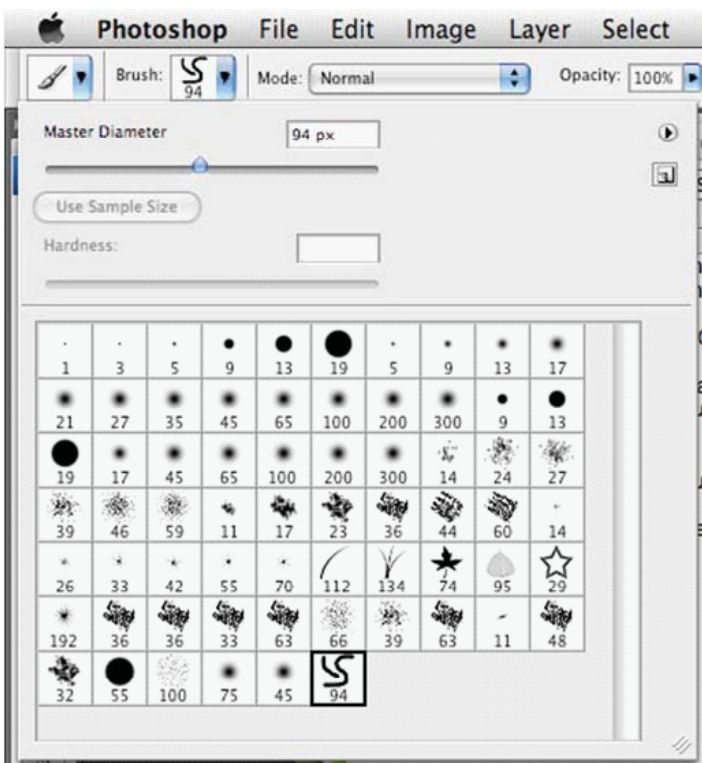 Photoshop File Edit Image Layer Select
Brush: 94 Mode: Normal Opacity: 100%
Master Diameter 94 px
Use Sample Size
Hardness:
1 3 5 9 13 19 5 9 13 17
21 27 35 45 65 100 200 300 9 13
19 17 45 65 100 200 300 14 24 27
39 46 59 11 17 23 36 44 60 14
26 33 42 55 70 112 134 74 95 29
192 36 36 33 63 66 39 63 11 48
32 55 100 75 45 94